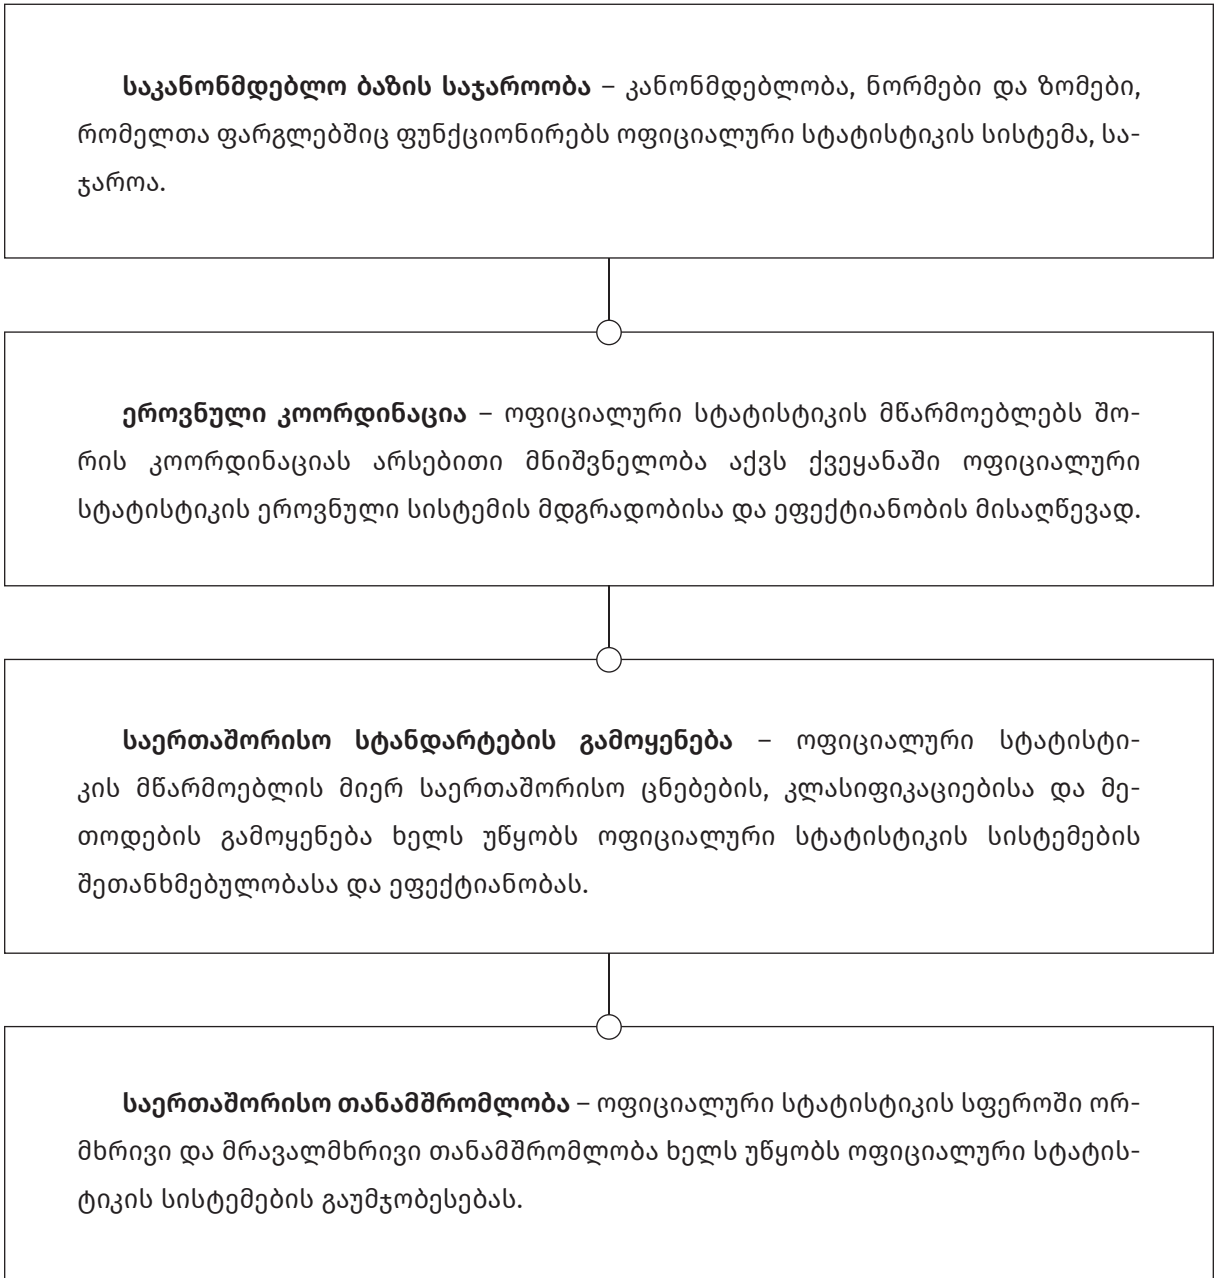 საკანონმდებლო ბაზის საჯაროობა – კანონმდებლობა, ნორმები და ზომები,
რომელთა ფარგლებშიც ფუნქციონირებს ოფიციალური სტატისტიკის სისტემა, სა-
ჯაროა.
ეროვნული კოორდინაცია – ოფიციალური სტატისტიკის მწარმოებლებს შო-
რის კოორდინაციას არსებითი მნიშვნელობა აქვს ქვეყანაში ოფიციალური
სტატისტიკის ეროვნული სისტემის მდგრადობისა და ეფექტიანობის მისაღწევად.
საერთაშორისო სტანდარტების გამოყენება – ოფიციალური სტატისტი-
კის მწარმოებლის მიერ საერთაშორისო ცნებების, კლასიფიკაციებისა და მე-
თოდების გამოყენება ხელს უწყობს ოფიციალური სტატისტიკის სისტემების
შეთანხმებულობასა და ეფექტიანობას.
საერთაშორისო თანამშრომლობა – ოფიციალური სტატისტიკის სფეროში ორ-
მხრივი და მრავალმხრივი თანამშრომლობა ხელს უწყობს ოფიციალური სტატის-
ტიკის სისტემების გაუმჯობესებას.